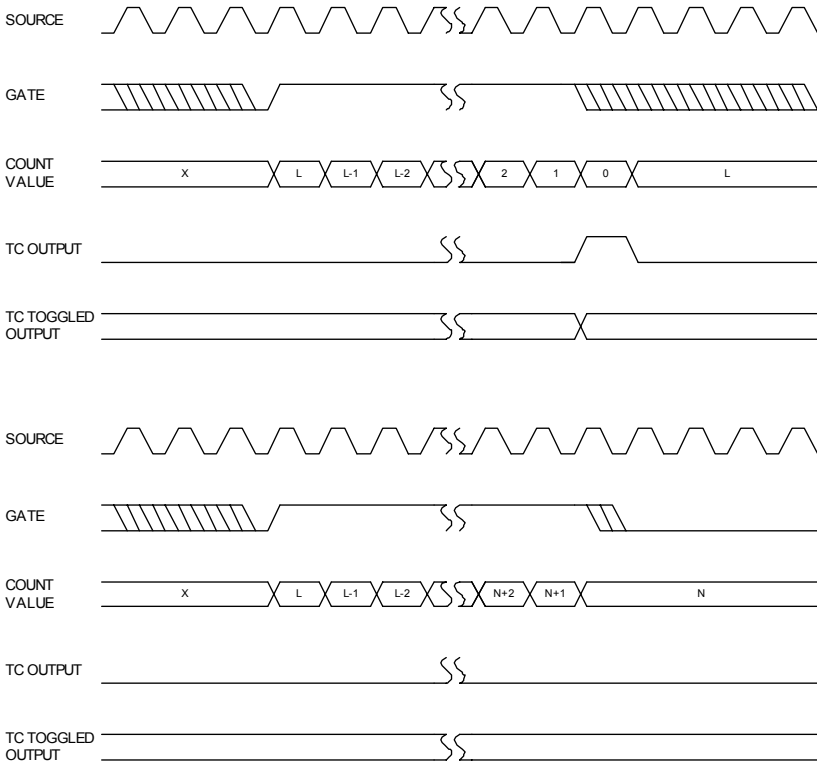 SOURCE
GATE
COUNT
VALUE
X L L-1 L-2 2 1 0 L
TC OUTPUT
TC TOGGLED
OUTPUT
SOURCE
GATE
COUNT
VALUE
X L L-1 L-2 N+2 N+1 N
TC OUTPUT
TC TOGGLED
OUTPUT